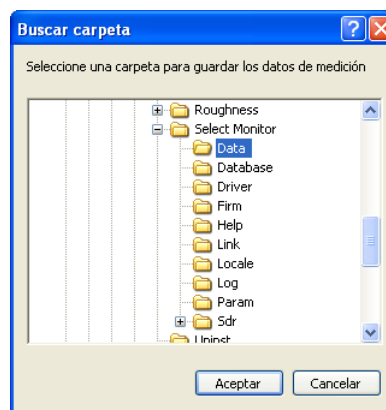 Buscar carpeta
Seleccione una carpeta para guardar los datos de medición
Roughness
Select Monitor
Data
Database
Driver
Firm
Help
Link
Locale
Log
Param
Sdr
Uninst
Aceptar
Cancelar